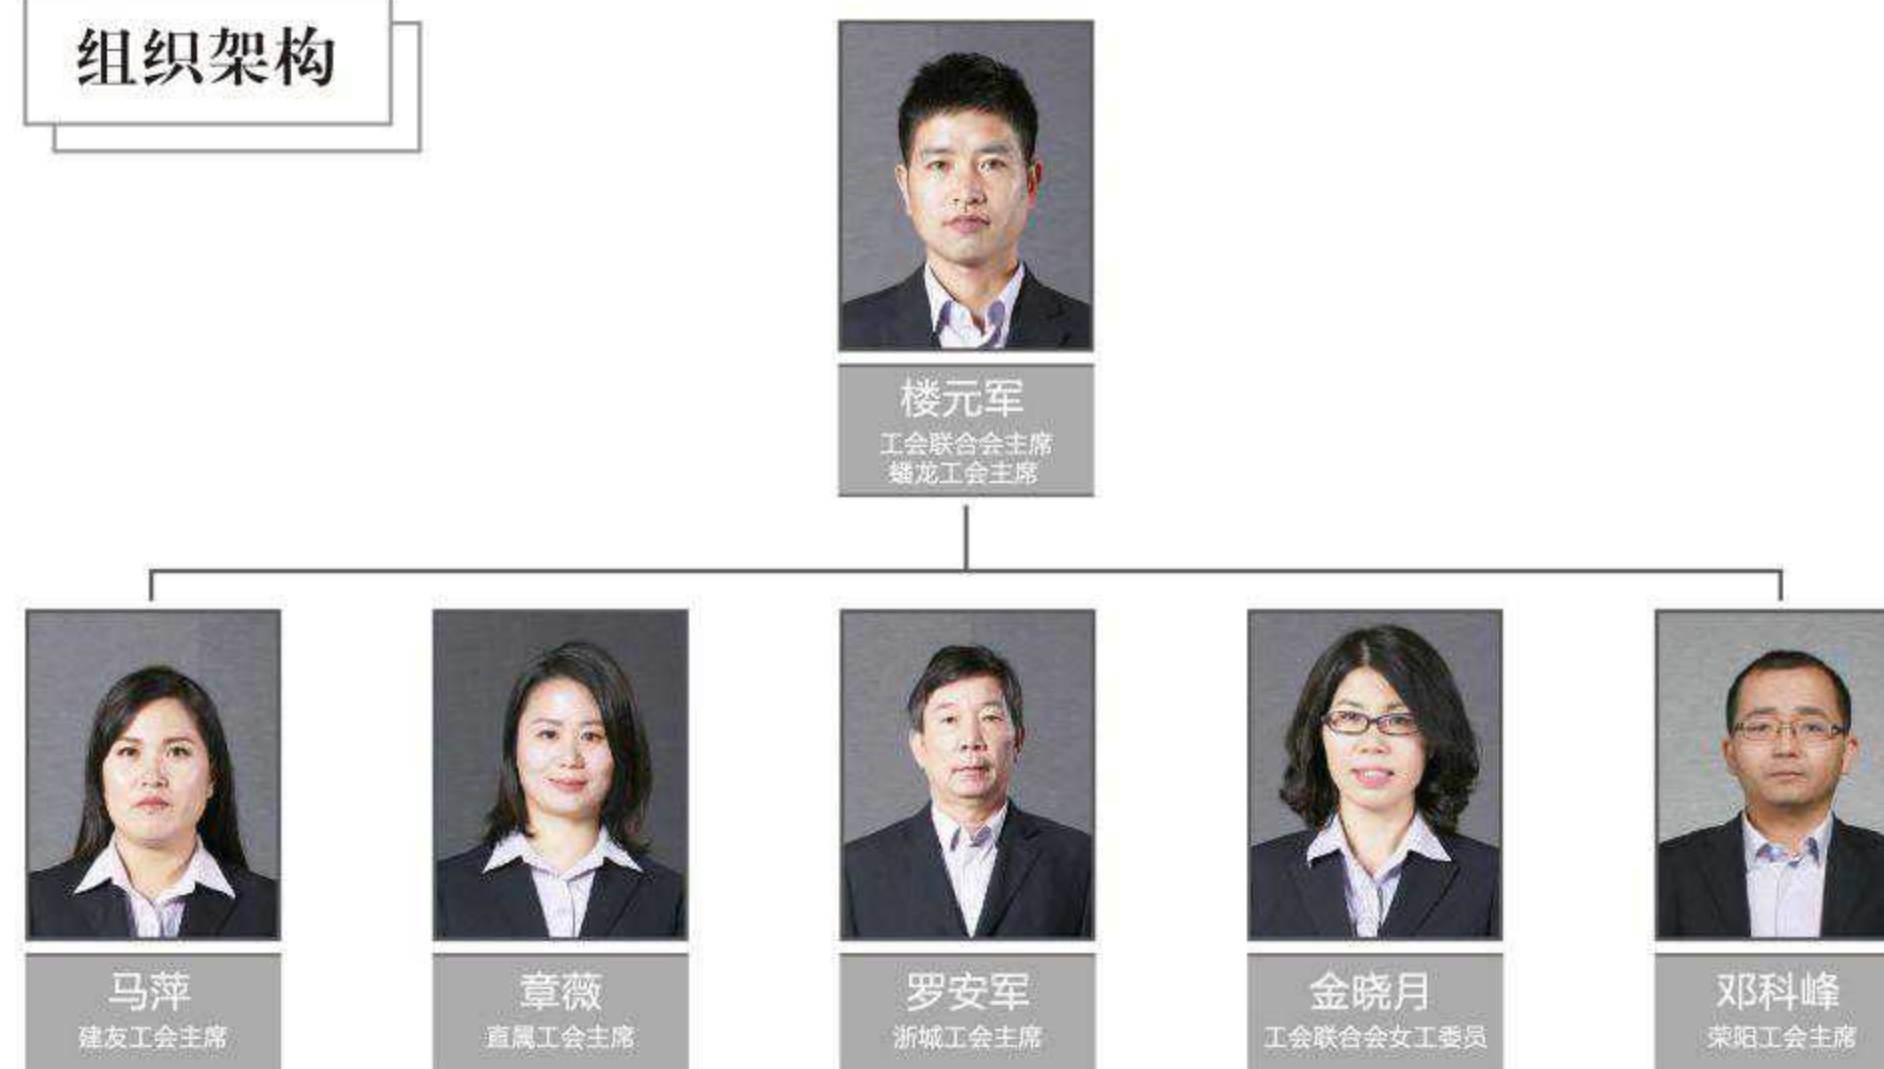 组织架构
楼元军
工会联合会主席
蟠龙工会主席
马萍
建友工会主席
章薇
直属工会主席
罗安军
浙城工会主席
金晓月
工会联合会女工委员
邓科峰
荣阳工会主席